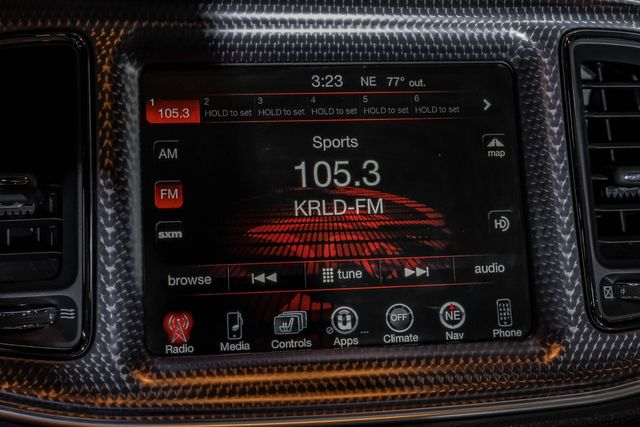 3:23 NE 77° out.
1 2 3 4 5 6
105.3 HOLD to set HOLD to set HOLD to set HOLD to set HOLD to set
Sports
AM map
105.3
FM KRLD-FM
sxm HD
browse tune audio
OFF NE
Radio Media Controls Apps ... Climate Nav Phone